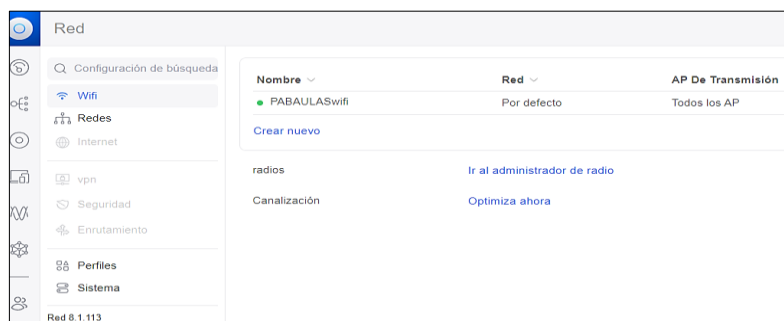 Red
Configuración de búsqueda
Wifi
Redes
Internet
vpn
Seguridad
Enrutamiento
Perfiles
Sistema
Red 8.1.113
Nombre Red AP De Transmisión
PABAULASwifi Por defecto Todos los AP
Crear nuevo
radios Ir al administrador de radio
Canalización Optimiza ahora